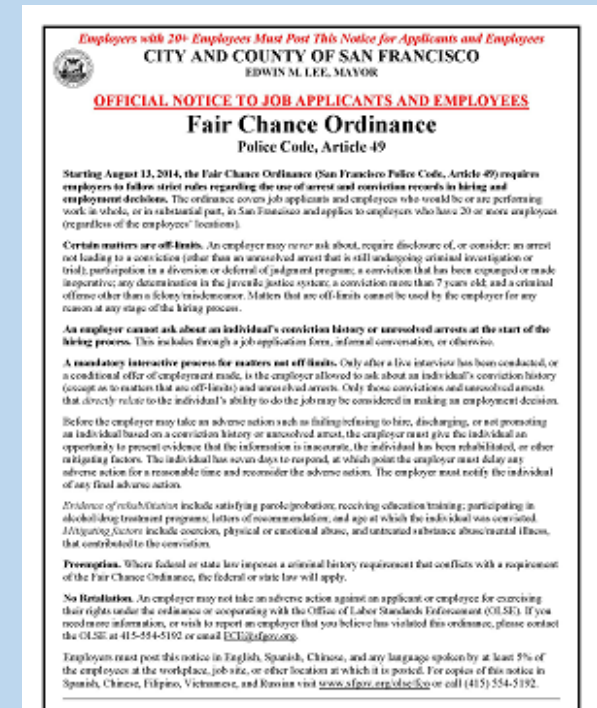 Employers with 20+ Employees Must Post This Notice for Applicants and Employees
CITY AND COUNTY OF SAN FRANCISCO
EDWIN M. LEE, MAYOR
OFFICIAL NOTICE TO JOB APPLICANTS AND EMPLOYEES
Fair Chance Ordinance
Police Code, Article 49
Starting August 13, 2014, the Fair Chance Ordinance (San Francisco Police Code, Article 49) requires
employers to follow strict rules regarding the use of arrest and conviction records in hiring and
employment decisions. The ordinance covers job applicants and employees who would be or are performing
work in whole, or in substantial part, in San Francisco and applies to employers who have 20 or more employees
(regardless of the employees' locations).
Certain matters are off-limits. An employer may never ask about, require disclosure of, or consider: an arrest
not leading to a conviction (other than an unresolved arrest that is still undergoing criminal investigation or
trial); participation in a diversion or deferral of judgment program; a conviction that has been expunged or made
inoperative; any determination in the juvenile justice system; a conviction more than 7 years old; and a criminal
offense other than a felony/misdemeanor. Matters that are off-limits cannot be used by the employer for any
reason at any stage of the hiring process.
An employer cannot ask about an individual's conviction history or unresolved arrests at the start of the
hiring process. This includes through a job application form, informal conversation, or otherwise.
A mandatory interactive process for matters not off-limits. Only after a live interview has been conducted, or
a conditional offer of employment made, is the employer allowed to ask about an individual's conviction history
(except as to matters that are off-limits) and unresolved arrests. Only those convictions and unresolved arrests
that directly relate to the individual's ability to do the job may be considered in making an employment decision.
Before the employer may take an adverse action such as failing/refusing to hire, discharging, or not promoting
an individual based on a conviction history or unresolved arrest, the employer must give the individual an
opportunity to present evidence that the information is inaccurate, the individual has been rehabilitated, or other
mitigating factors. The individual has seven days to respond, at which point the employer must delay any
adverse action for a reasonable time and reconsider the adverse action. The employer must notify the individual
of any final adverse action.
Evidence of rehabilitation include satisfying parole/probation; receiving education/training; participating in
alcohol/drug treatment programs; letters of recommendation; and age at which the individual was convicted.
Mitigating factors include coercion, physical or emotional abuse, and untreated substance abuse/mental illness,
that contributed to the conviction.
Preemption. Where federal or state law imposes a criminal history requirement that conflicts with a requirement
of the Fair Chance Ordinance, the federal or state law will apply.
No Retaliation. An employer may not take an adverse action against an applicant or employee for exercising
their rights under the ordinance or cooperating with the Office of Labor Standards Enforcement (OLSE). If you
need more information, or wish to report an employer that you believe has violated this ordinance, please contact
the OLSE at 415-554-5192 or email FCE@sfgov.org.
Employers must post this notice in English, Spanish, Chinese, and any language spoken by at least 5% of
the employees at the workplace, job site, or other location at which it is posted. For copies of this notice in
Spanish, Chinese, Filipino, Vietnamese, and Russian visit www.sfgov.org/olse/fco or call (415) 554-5192.